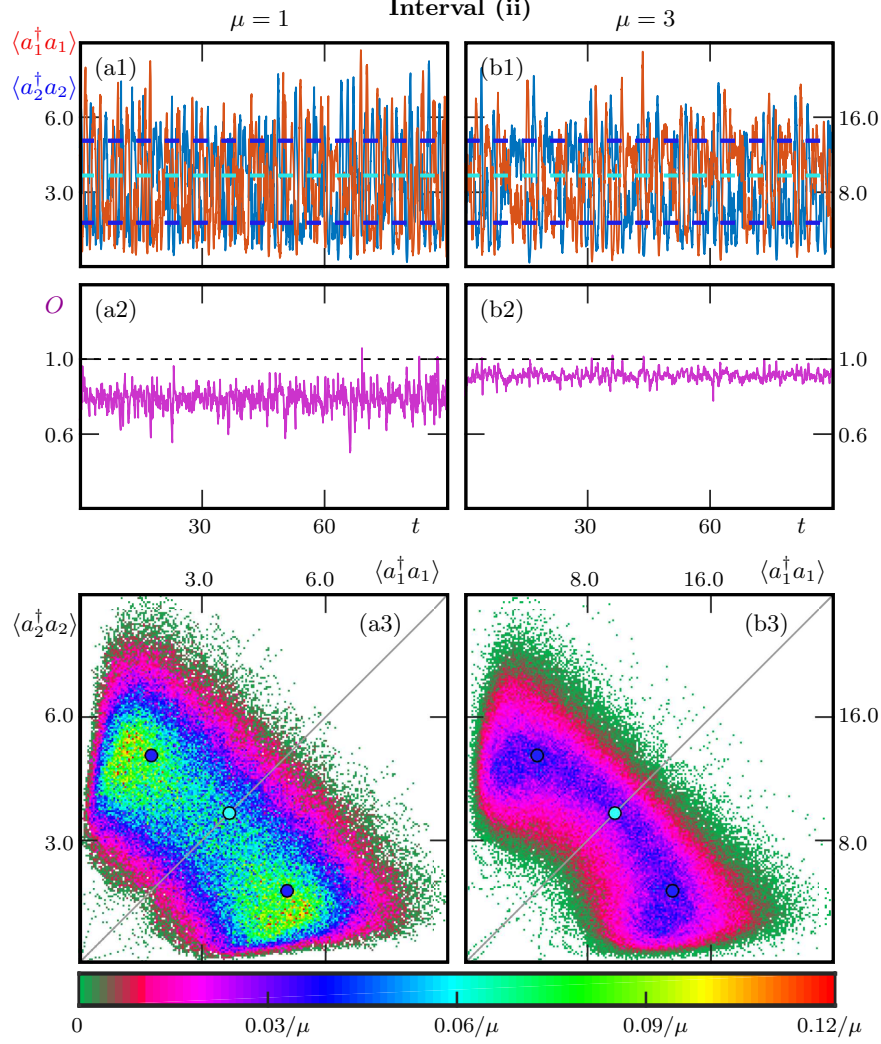 Interval (ii)
μ = 1
μ = 3
⟨a₁†a₁⟩
⟨a₂†a₂⟩
(a1)
(b1)
6.0
16.0
3.0
8.0
O
(a2)
(b2)
1.0
1.0
0.6
0.6
30
60
t
30
60
t
3.0
6.0
⟨a₁†a₁⟩
8.0
16.0
⟨a₁†a₁⟩
⟨a₂†a₂⟩
(a3)
(b3)
6.0
16.0
3.0
8.0
0
0.03/μ
0.06/μ
0.09/μ
0.12/μ